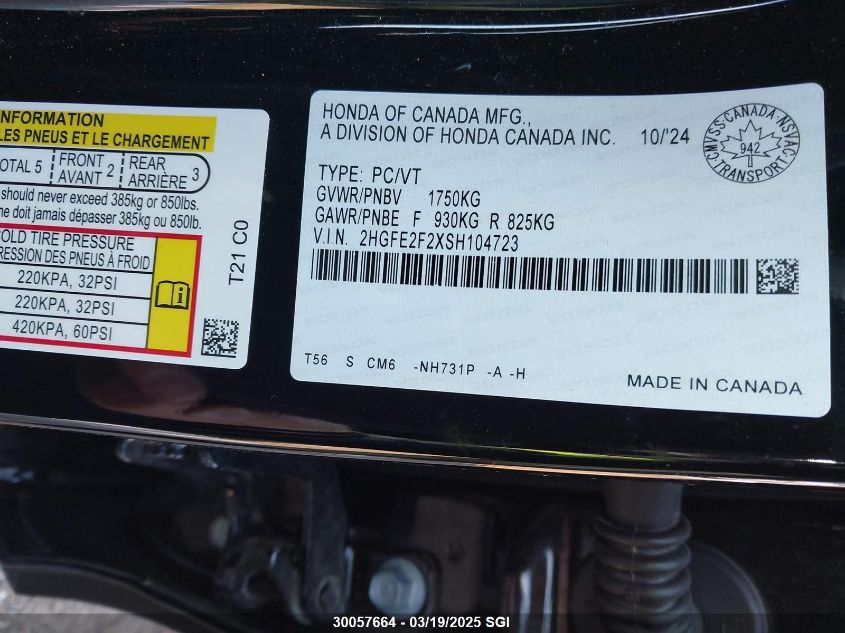 INFORMATION
LES PNEUS ET LE CHARGEMENT
TOTAL 5 FRONT AVANT 2 REAR ARRIÈRE 3
should never exceed 385kg or 850lbs.
ne doit jamais dépasser 385kg ou 850lb.
COLD TIRE PRESSURE
PRESSION DES PNEUS À FROID
220KPA, 32PSI
220KPA, 32PSI
420KPA, 60PSI
T21 C0
HONDA OF CANADA MFG.,
A DIVISION OF HONDA CANADA INC. 10/'24
CMVSS-CANADA-NSVAC
942
TRANSPORT
TYPE: PC/VT
GVWR/PNBV 1750KG
GAWR/PNBE F 930KG R 825KG
V.I.N. 2HGFE2F2XSH104723
T56 S CM6 -NH731P -A -H
MADE IN CANADA
30057664 - 03/19/2025 SGI